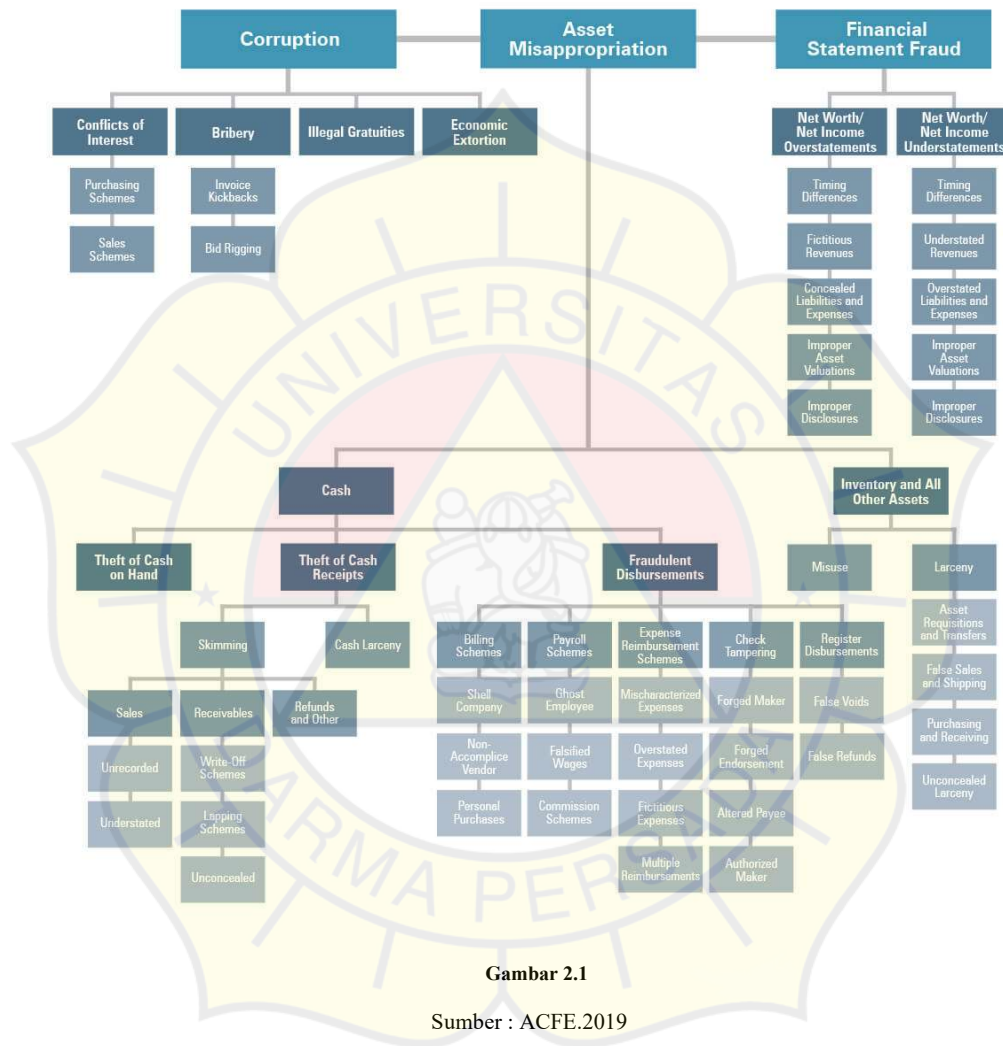 Corruption
Asset
Misappropriation
Financial
Statement Fraud
Conflicts of
Interest
Bribery
Illegal Gratuities
Economic
Extortion
Net Worth/
Net Income
Overstatements
Net Worth/
Net Income
Understatements
Purchasing
Schemes
Invoice
Kickbacks
Timing
Differences
Timing
Differences
Sales
Schemes
Bid Rigging
Fictitious
Revenues
Understated
Revenues
Concealed
Liabilities and
Expenses
Overstated
Liabilities and
Expenses
Improper
Asset
Valuations
Improper
Asset
Valuations
Improper
Disclosures
Improper
Disclosures
Cash
Inventory and All
Other Assets
Theft of Cash
on Hand
Theft of Cash
Receipts
Fraudulent
Disbursements
Misuse
Larceny
Skimming
Cash Larceny
Billing
Schemes
Payroll
Schemes
Expense
Reimbursement
Schemes
Check
Tampering
Register
Disbursements
Asset
Requisitions
and Transfers
Sales
Receivables
Refunds
and Other
Shell
Company
Ghost
Employee
Mischaracterized
Expenses
Forged Maker
False Voids
False Sales
and Shipping
Unrecorded
Write-Off
Schemes
Non-
Accomplice
Vendor
Falsified
Wages
Overstated
Expenses
Forged
Endorsement
False Refunds
Purchasing
and Receiving
Understated
Lapping
Schemes
Personal
Purchases
Commission
Schemes
Fictitious
Expenses
Altered Payee
Unconcealed
Larceny
Unconcealed
Multiple
Reimbursements
Authorized
Maker
UNIVERSITAS
DARMA PERSADA
Gambar 2.1
Sumber : ACFE.2019